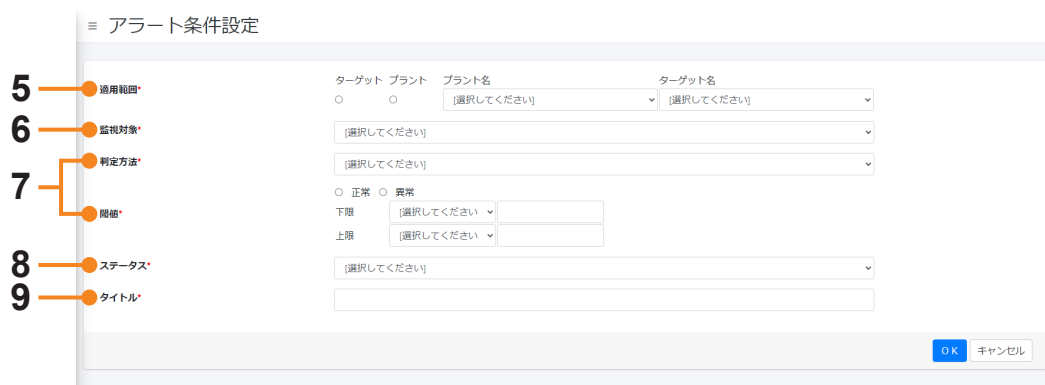 ≡ アラート条件設定
5 適用範囲* ターゲット プラント プラント名 ターゲット名
[選択してください] [選択してください]
6 監視対象* [選択してください]
7 判定方法* [選択してください]
正常 異常
閾値* 下限 [選択してください
上限 [選択してください
8 ステータス* [選択してください]
9 タイトル*
OK キャンセル